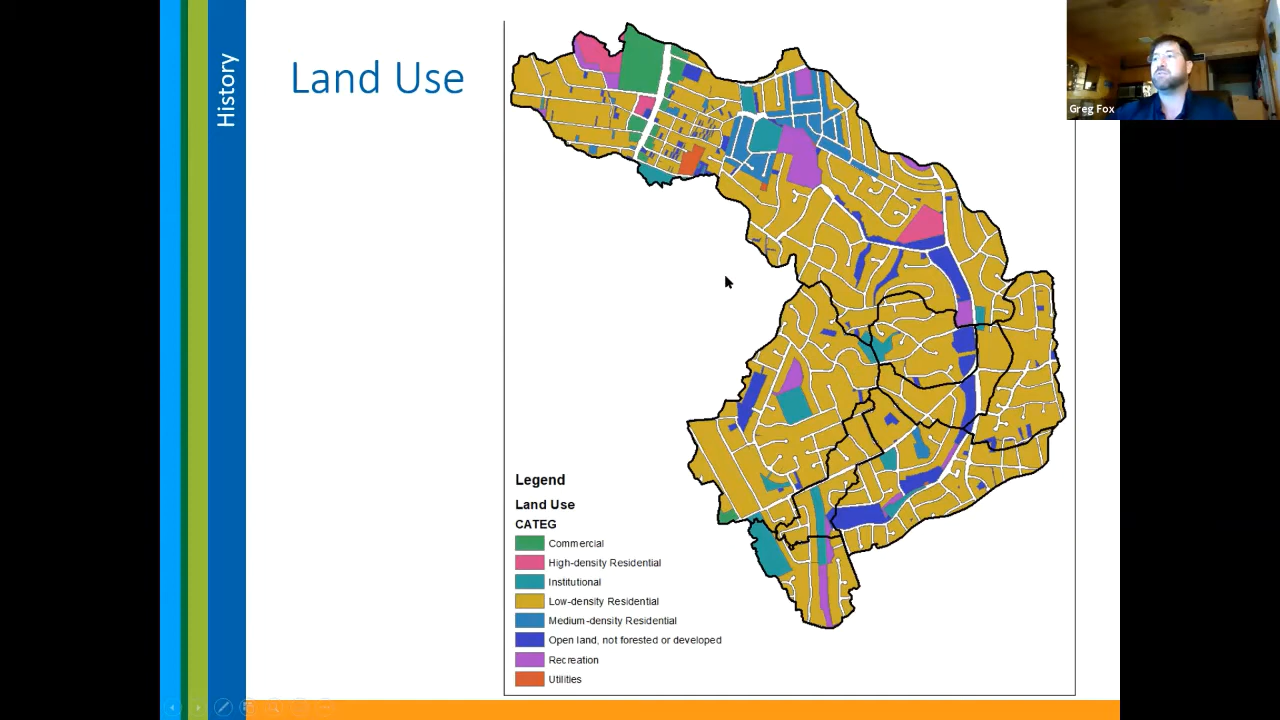 History
Land Use
Greg Fox
Legend
Land Use
CATEG
Commercial
High-density Residential
Institutional
Low-density Residential
Medium-density Residential
Open land, not forested or developed
Recreation
Utilities